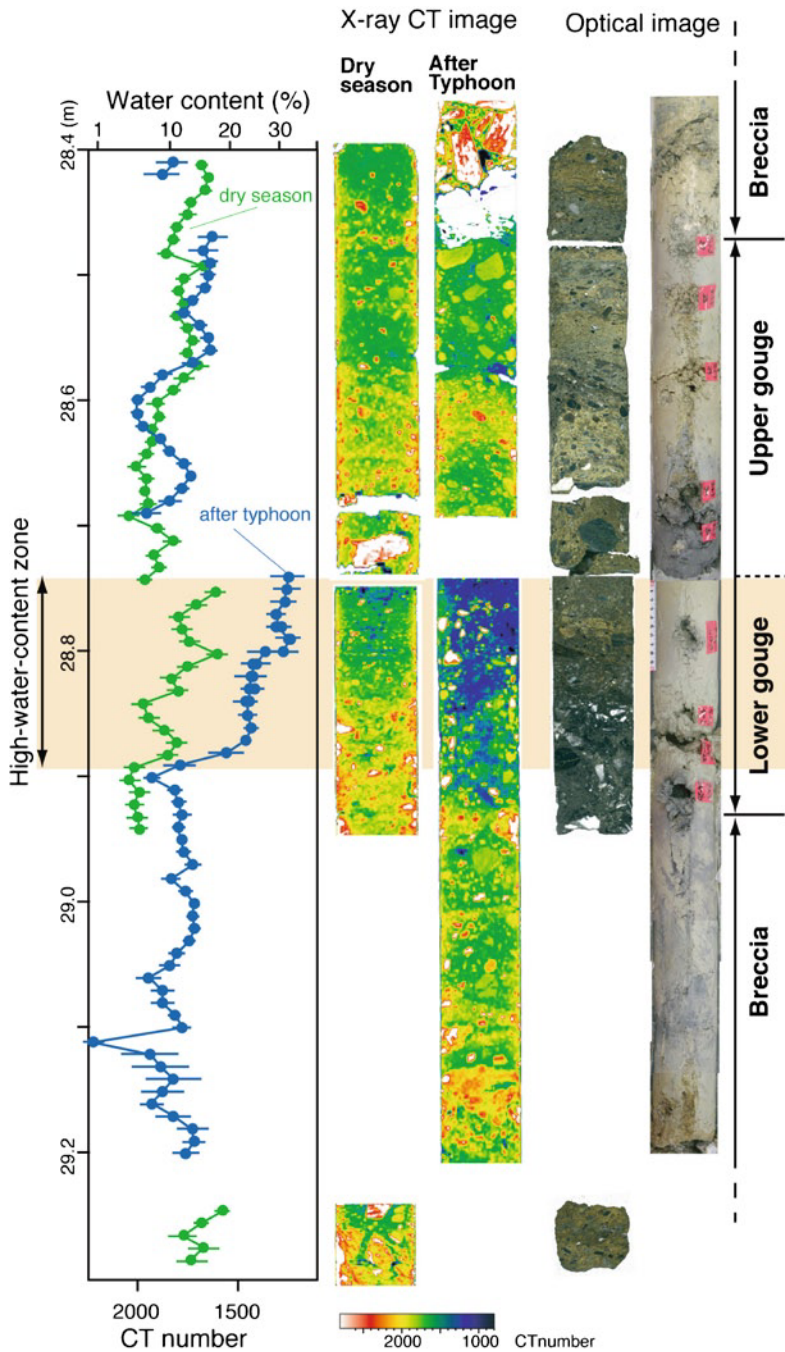 X-ray CT image
Optical image
Dry
season
After
Typhoon
Water content (%)
1 10 20 30
28.4 (m)
dry season
28.6
after typhoon
28.8
29.0
29.2
High-water-content zone
Breccia
Upper gouge
Lower gouge
Breccia
2000 1500
CT number
2000 1000 CTnumber